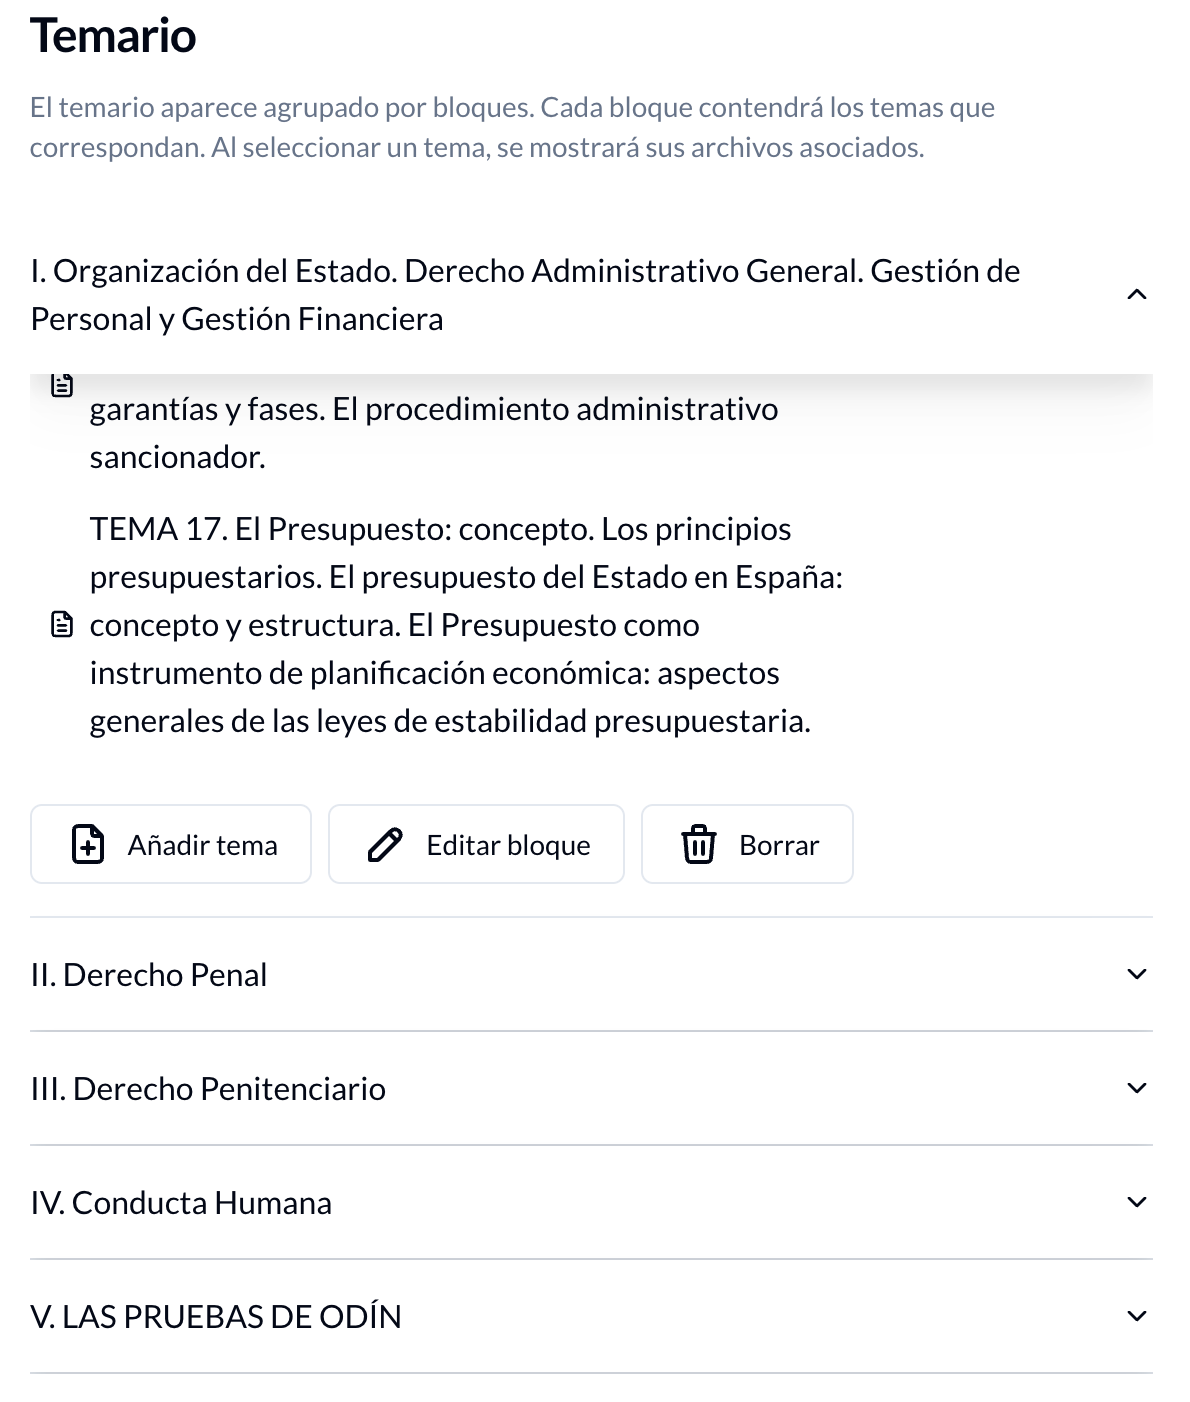 Temario
El temario aparece agrupado por bloques. Cada bloque contendrá los temas que
correspondan. Al seleccionar un tema, se mostrará sus archivos asociados.
I. Organización del Estado. Derecho Administrativo General. Gestión de
Personal y Gestión Financiera
garantías y fases. El procedimiento administrativo
sancionador.
TEMA 17. El Presupuesto: concepto. Los principios
presupuestarios. El presupuesto del Estado en España:
concepto y estructura. El Presupuesto como
instrumento de planificación económica: aspectos
generales de las leyes de estabilidad presupuestaria.
Añadir tema
Editar bloque
Borrar
II. Derecho Penal
III. Derecho Penitenciario
IV. Conducta Humana
V. LAS PRUEBAS DE ODÍN